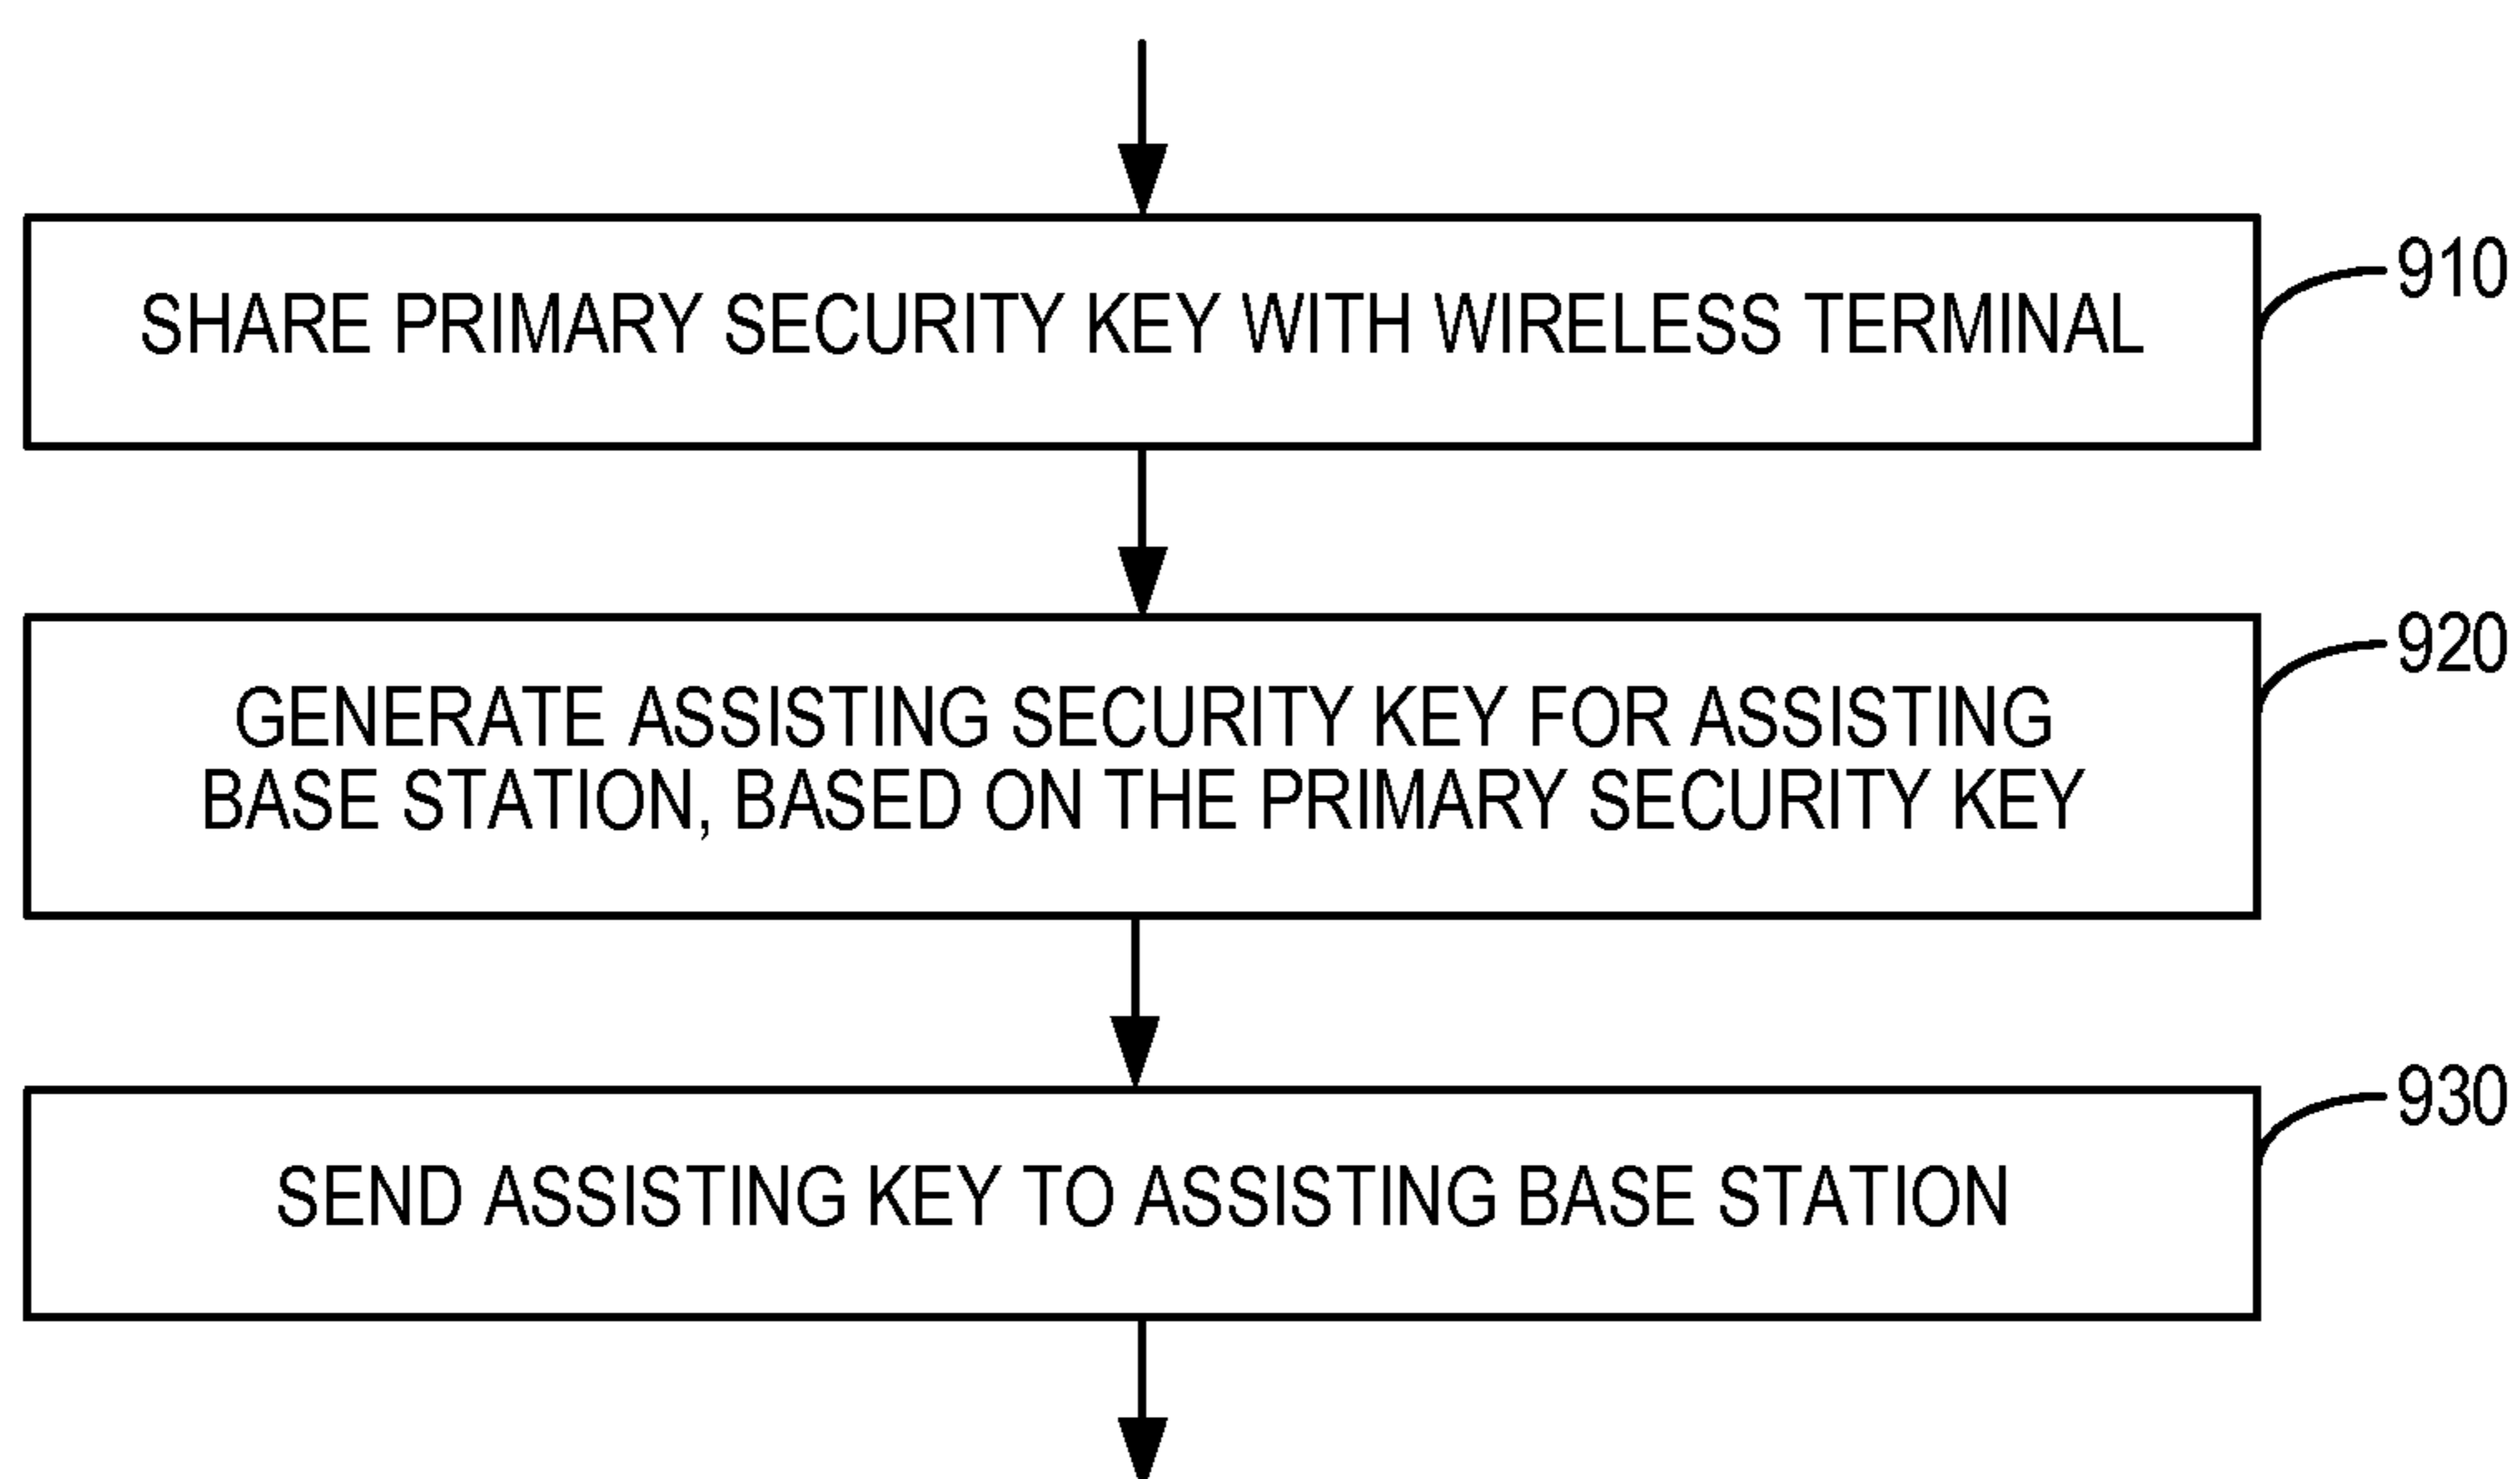 910
SHARE PRIMARY SECURITY KEY WITH WIRELESS TERMINAL
920
GENERATE ASSISTING SECURITY KEY FOR ASSISTING
BASE STATION, BASED ON THE PRIMARY SECURITY KEY
930
SEND ASSISTING KEY TO ASSISTING BASE STATION